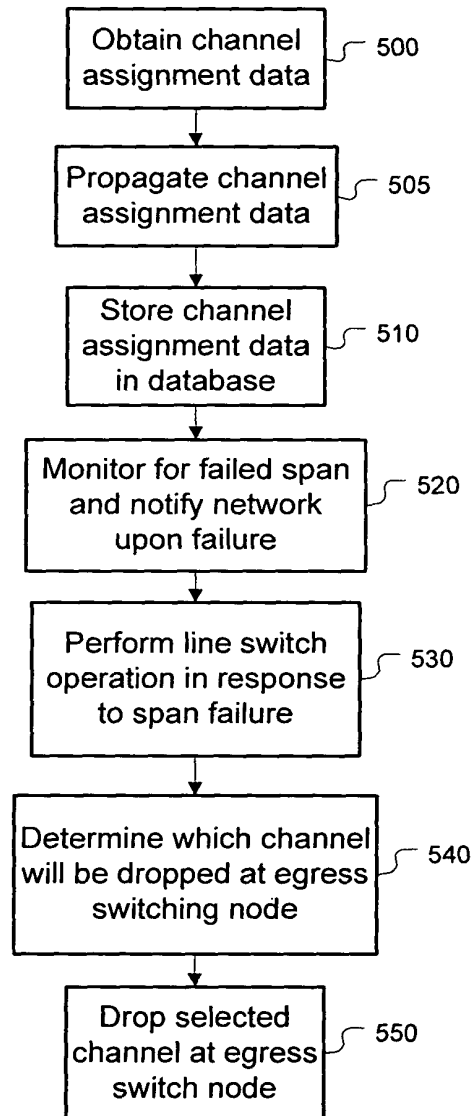 Obtain channel
assignment data
500
Propagate channel
assignment data
505
Store channel
assignment data
in database
510
Monitor for failed span
and notify network
upon failure
520
Perform line switch
operation in response
to span failure
530
Determine which channel
will be dropped at egress
switching node
540
Drop selected
channel at egress
switch node
550